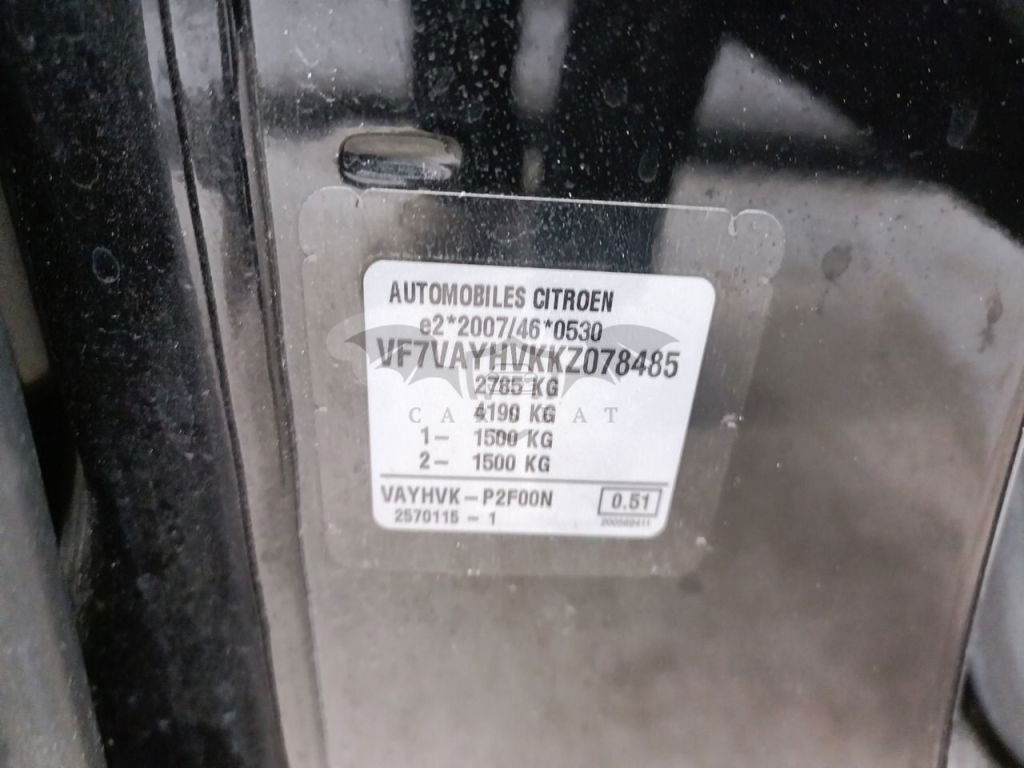 AUTOMOBILES CITROEN
e2*2007/46*0530
VF7VAYHVKKZ078485
2785 KG
4190 KG
1– 1500 KG
2– 1500 KG
VAYHVK – P2F00N 0.51
2570115 – 1